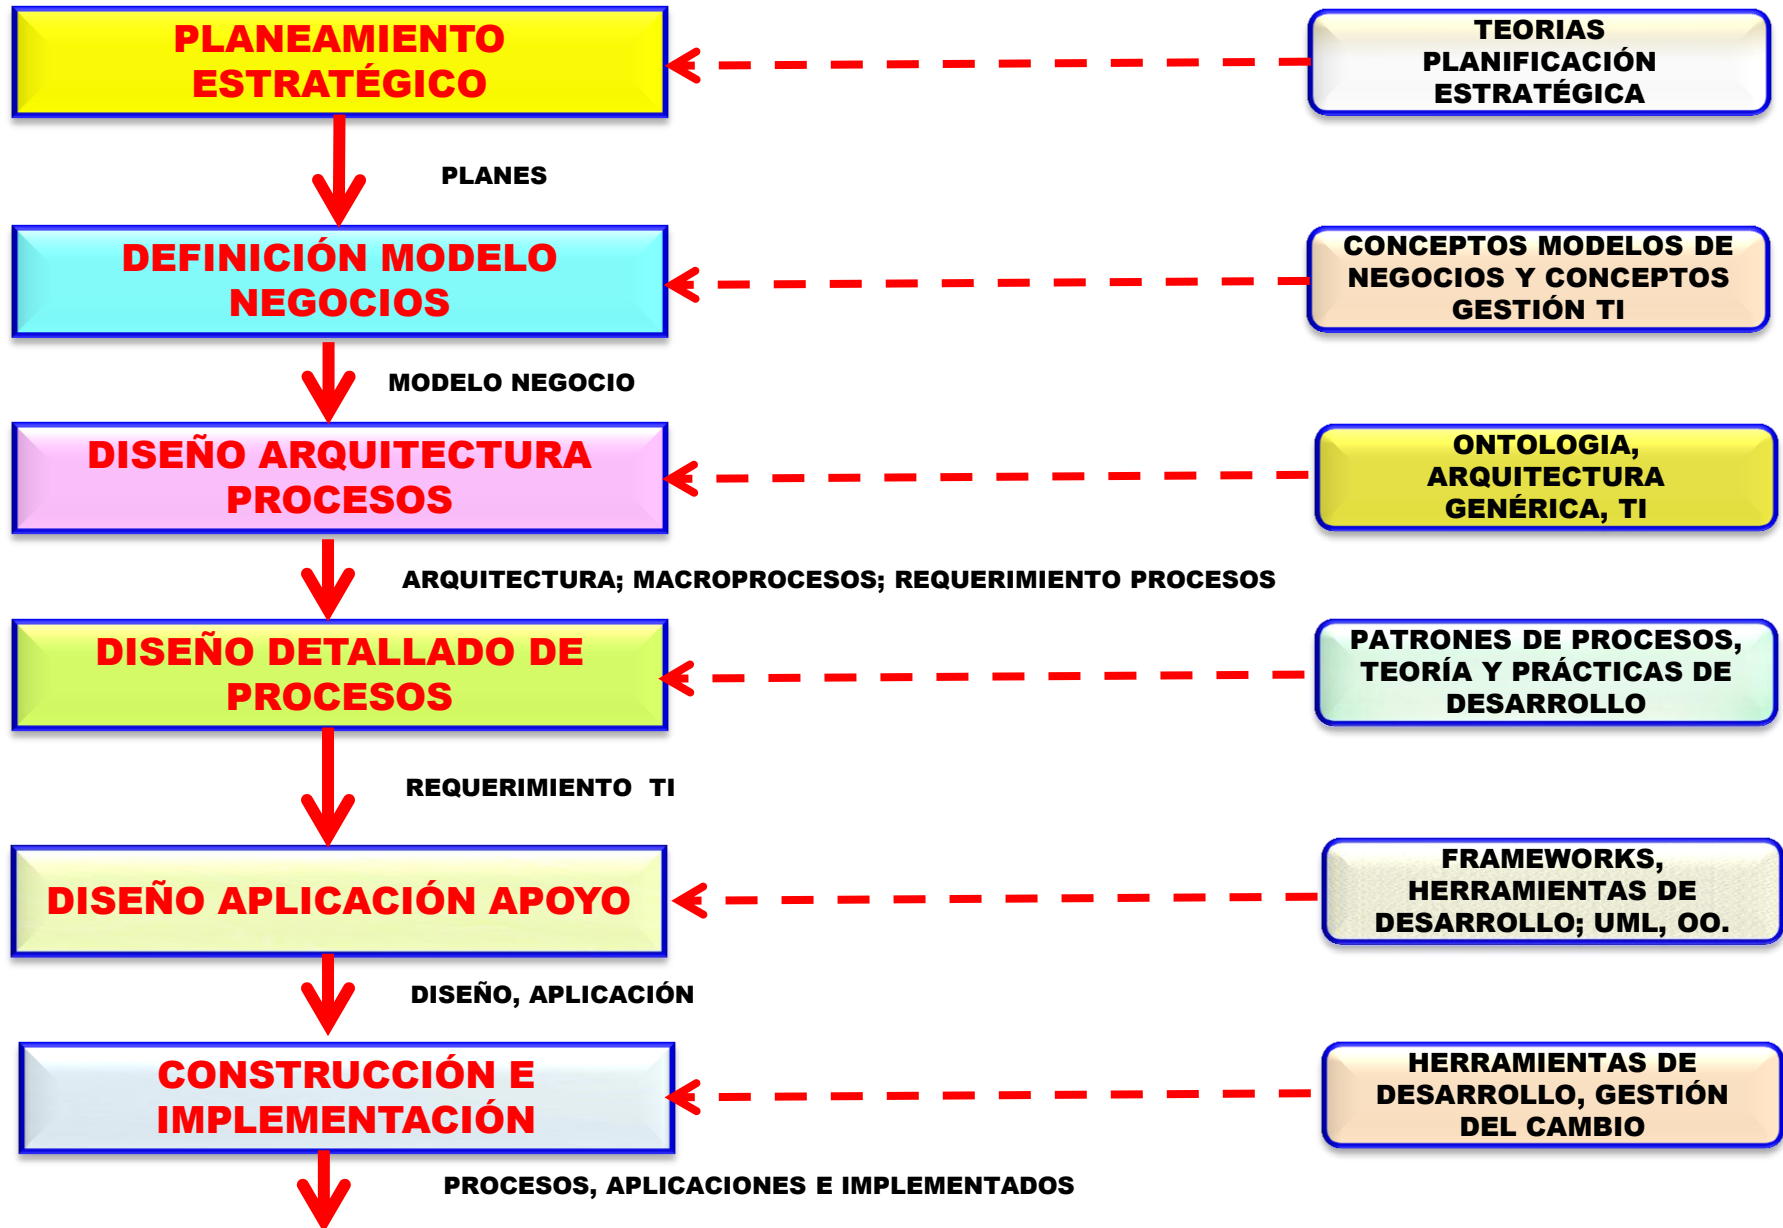 PLANEAMIENTO
ESTRATÉGICO
TEORIAS
PLANIFICACIÓN
ESTRATÉGICA
PLANES
DEFINICIÓN MODELO
NEGOCIOS
CONCEPTOS MODELOS DE
NEGOCIOS Y CONCEPTOS
GESTIÓN TI
MODELO NEGOCIO
DISEÑO ARQUITECTURA
PROCESOS
ONTOLOGIA,
ARQUITECTURA
GENÉRICA, TI
ARQUITECTURA; MACROPROCESOS; REQUERIMIENTO PROCESOS
DISEÑO DETALLADO DE
PROCESOS
PATRONES DE PROCESOS,
TEORÍA Y PRÁCTICAS DE
DESARROLLO
REQUERIMIENTO TI
DISEÑO APLICACIÓN APOYO
FRAMEWORKS,
HERRAMIENTAS DE
DESARROLLO; UML, OO.
DISEÑO, APLICACIÓN
CONSTRUCCIÓN E
IMPLEMENTACIÓN
HERRAMIENTAS DE
DESARROLLO, GESTIÓN
DEL CAMBIO
PROCESOS, APLICACIONES E IMPLEMENTADOS